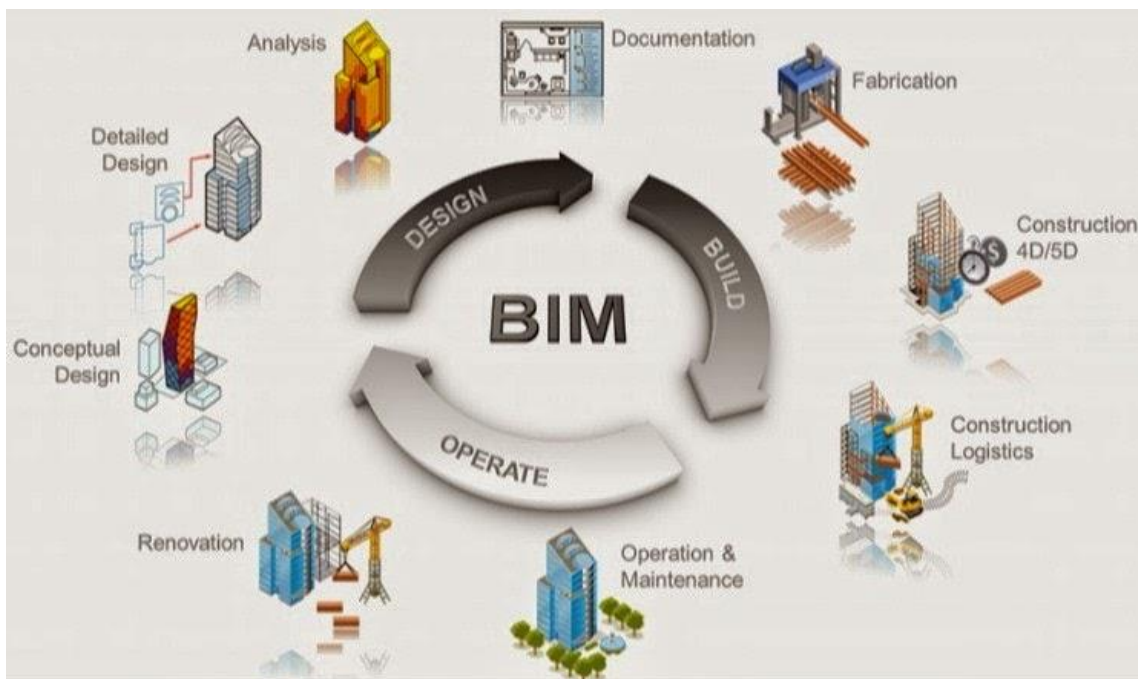 Analysis
Documentation
Fabrication
Detailed
Design
Construction
4D/5D
Conceptual
Design
Construction
Logistics
Renovation
Operation &
Maintenance
DESIGN
BUILD
OPERATE
BIM
$